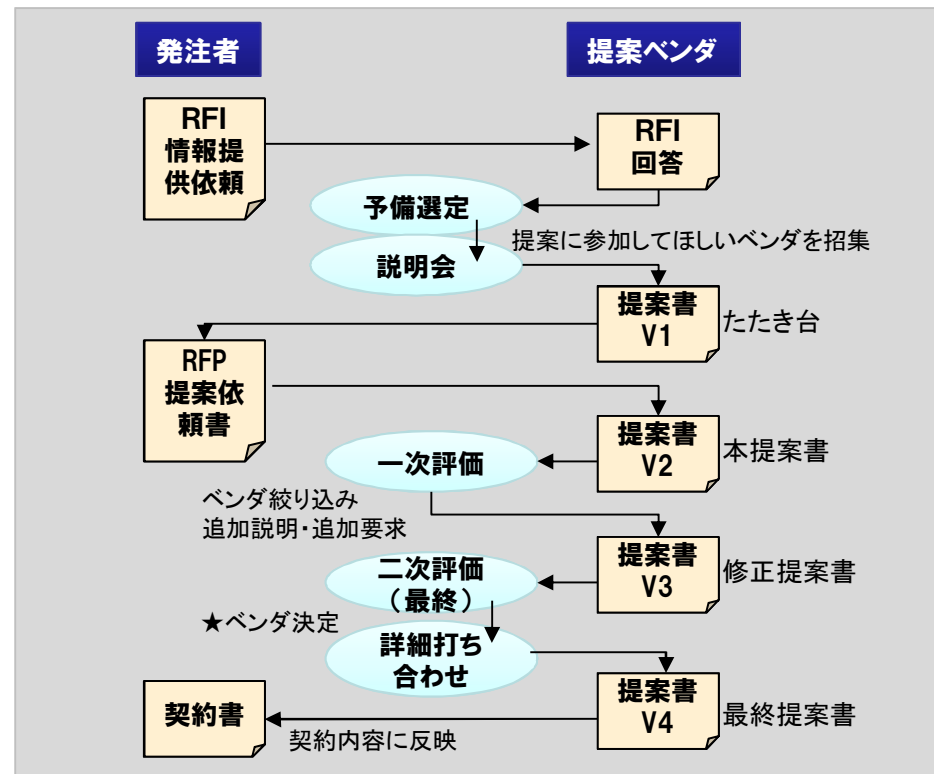 発注者
提案ベンダ
RFI
情報提
供依頼
RFI
回答
予備選定
提案に参加してほしいベンダを招集
説明会
提案書
V1
たたき台
RFP
提案依
頼書
提案書
V2
本提案書
一次評価
ベンダ絞り込み
追加説明・追加要求
提案書
V3
修正提案書
二次評価
（最終）
★ベンダ決定
詳細打ち
合わせ
提案書
V4
最終提案書
契約書
契約内容に反映